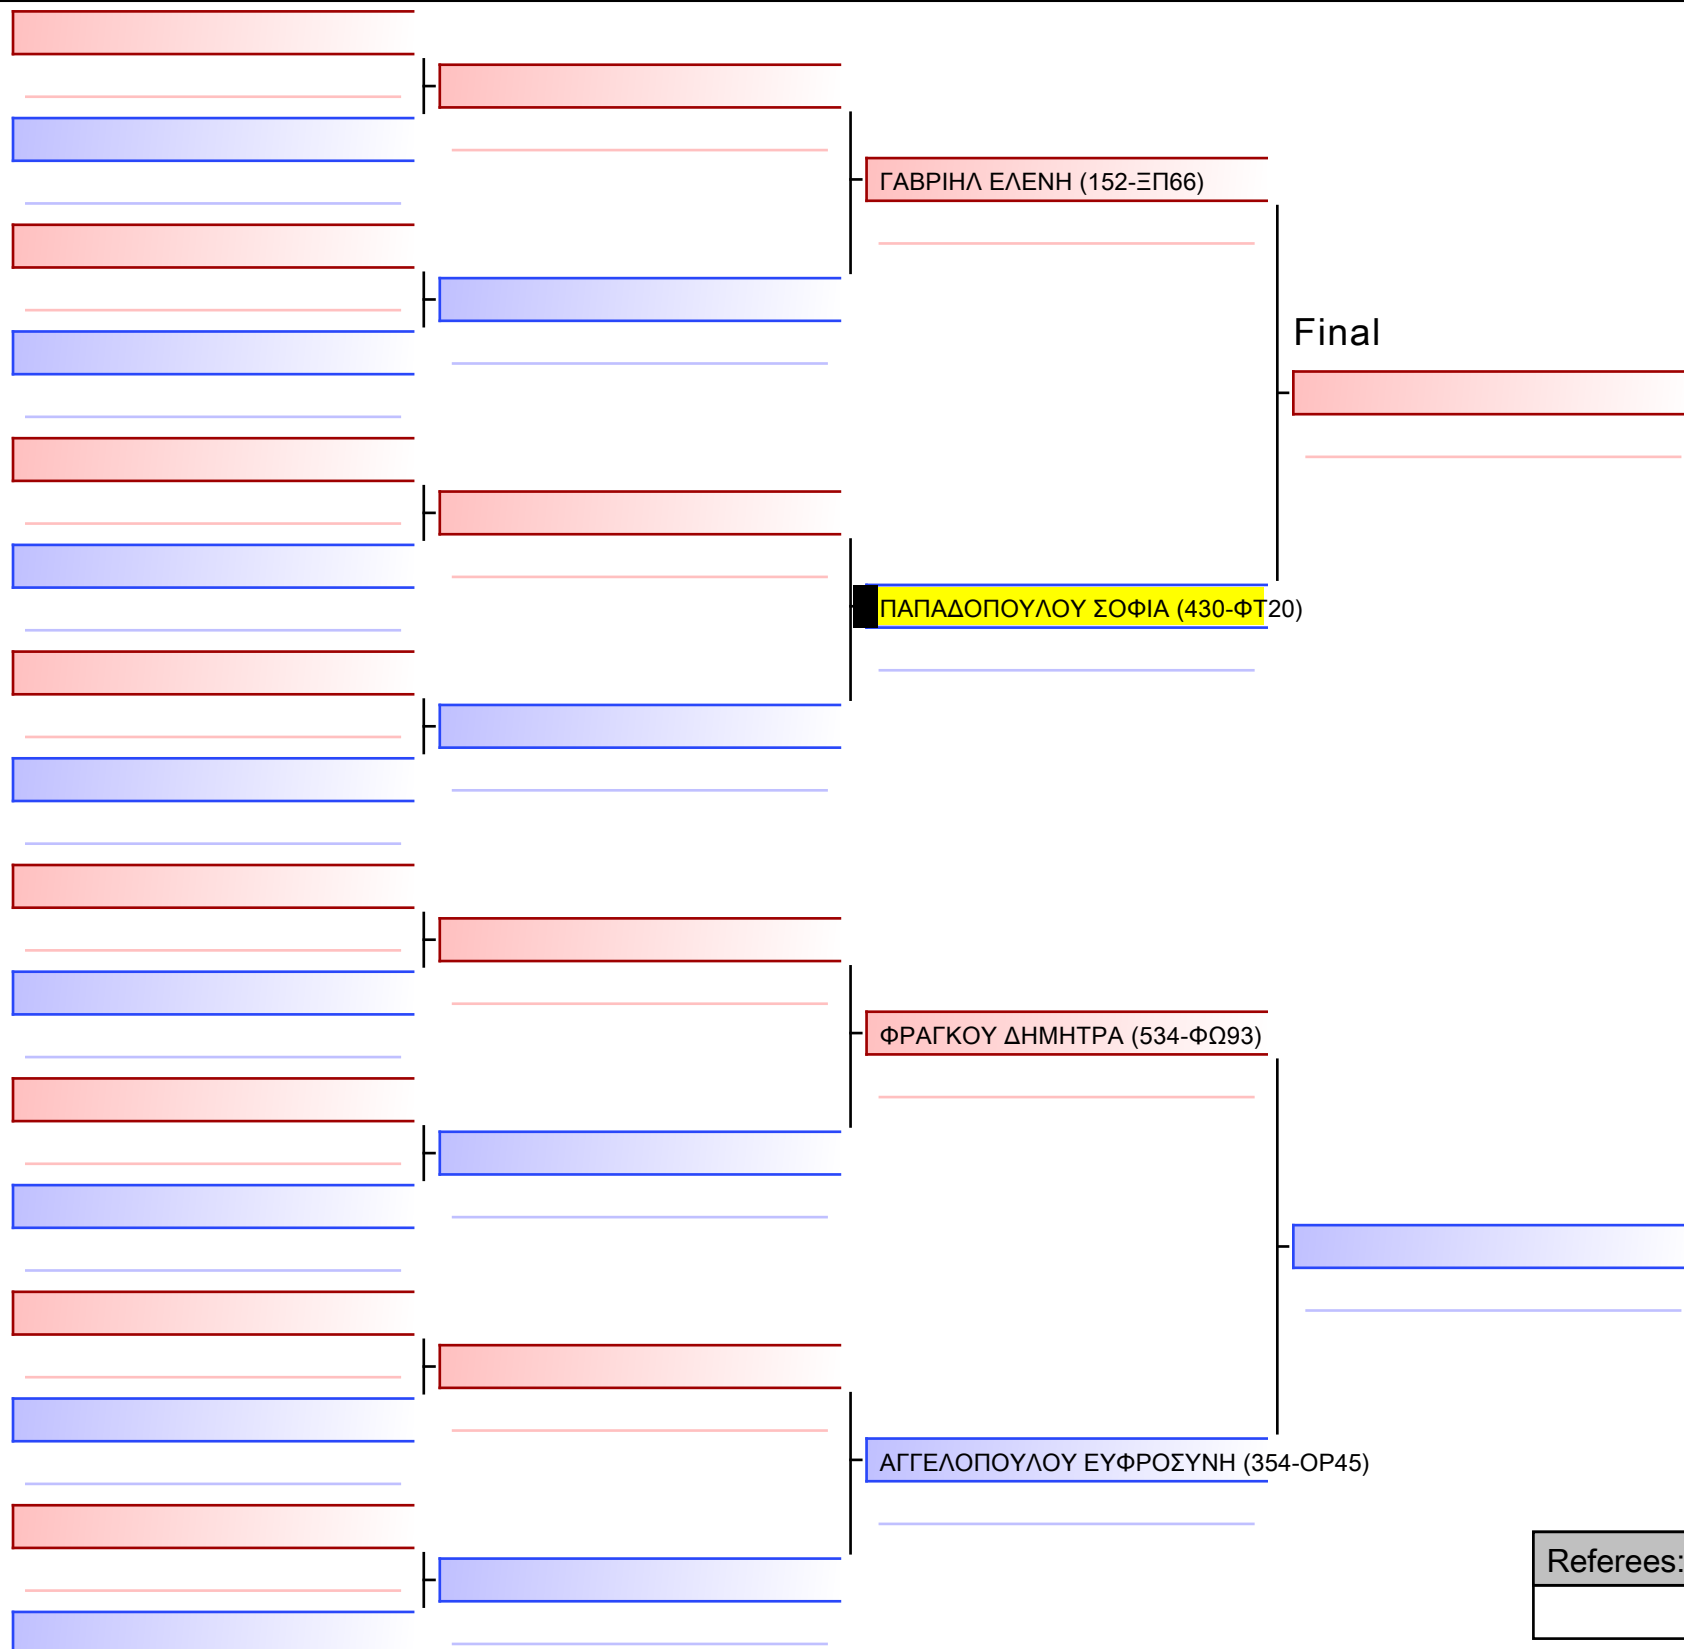 ΓΑΒΡΙΗΛ ΕΛΕΝΗ (152-ΞΠ66)
Final
ΠΑΠΑΔΟΠΟΥΛΟΥ ΣΟΦΙΑ (430-ΦΤ20)
ΦΡΑΓΚΟΥ ΔΗΜΗΤΡΑ (534-ΦΩ93)
ΑΓΓΕΛΟΠΟΥΛΟΥ ΕΥΦΡΟΣΥΝΗ (354-ΟΡ45)
Referees: